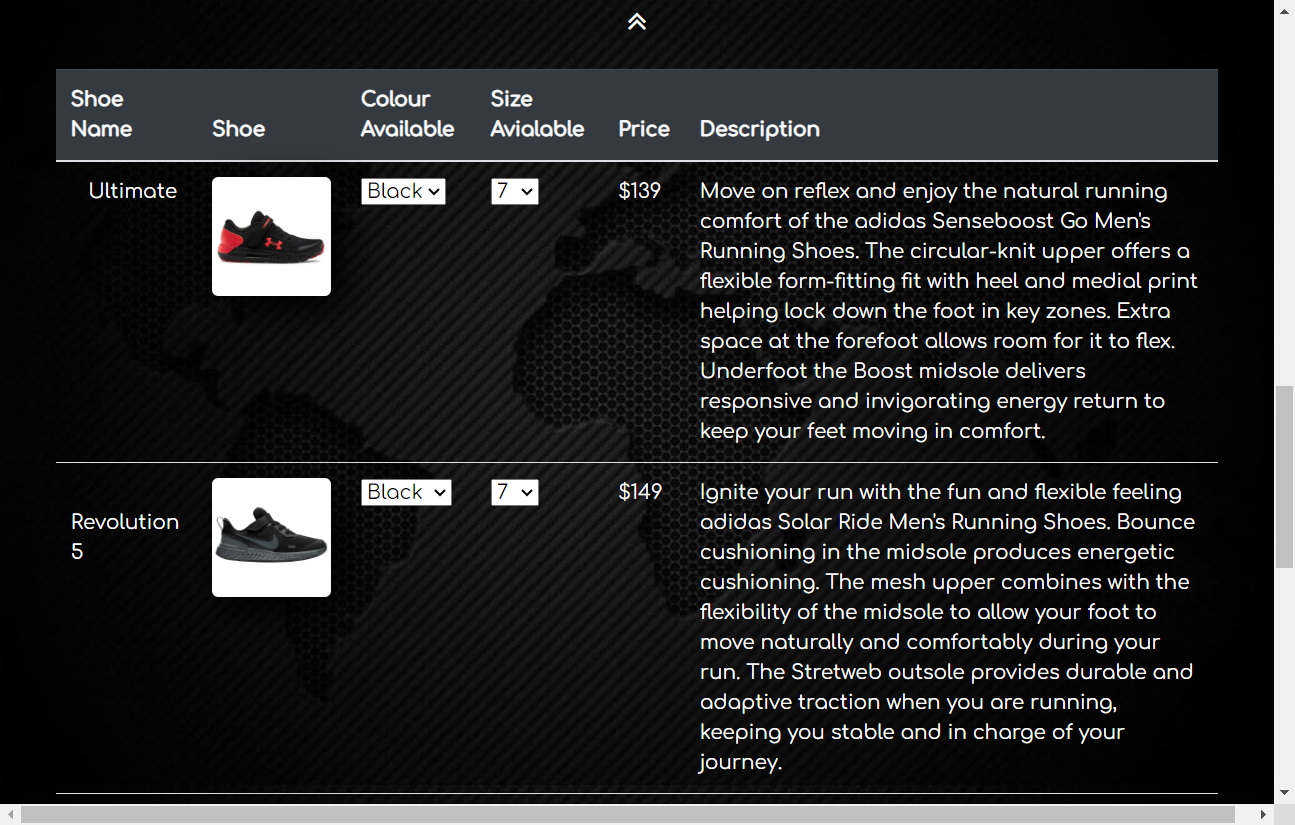 Shoe Name
Shoe
Colour Available
Size Avialable
Price
Description
Ultimate
Black
7
$139
Move on reflex and enjoy the natural running
comfort of the adidas Senseboost Go Men's
Running Shoes. The circular-knit upper offers a
flexible form-fitting fit with heel and medial print
helping lock down the foot in key zones. Extra
space at the forefoot allows room for it to flex.
Underfoot the Boost midsole delivers
responsive and invigorating energy return to
keep your feet moving in comfort.
Revolution
5
Black
7
$149
Ignite your run with the fun and flexible feeling
adidas Solar Ride Men's Running Shoes. Bounce
cushioning in the midsole produces energetic
cushioning. The mesh upper combines with the
flexibility of the midsole to allow your foot to
move naturally and comfortably during your
run. The Stretweb outsole provides durable and
adaptive traction when you are running,
keeping you stable and in charge of your
journey.